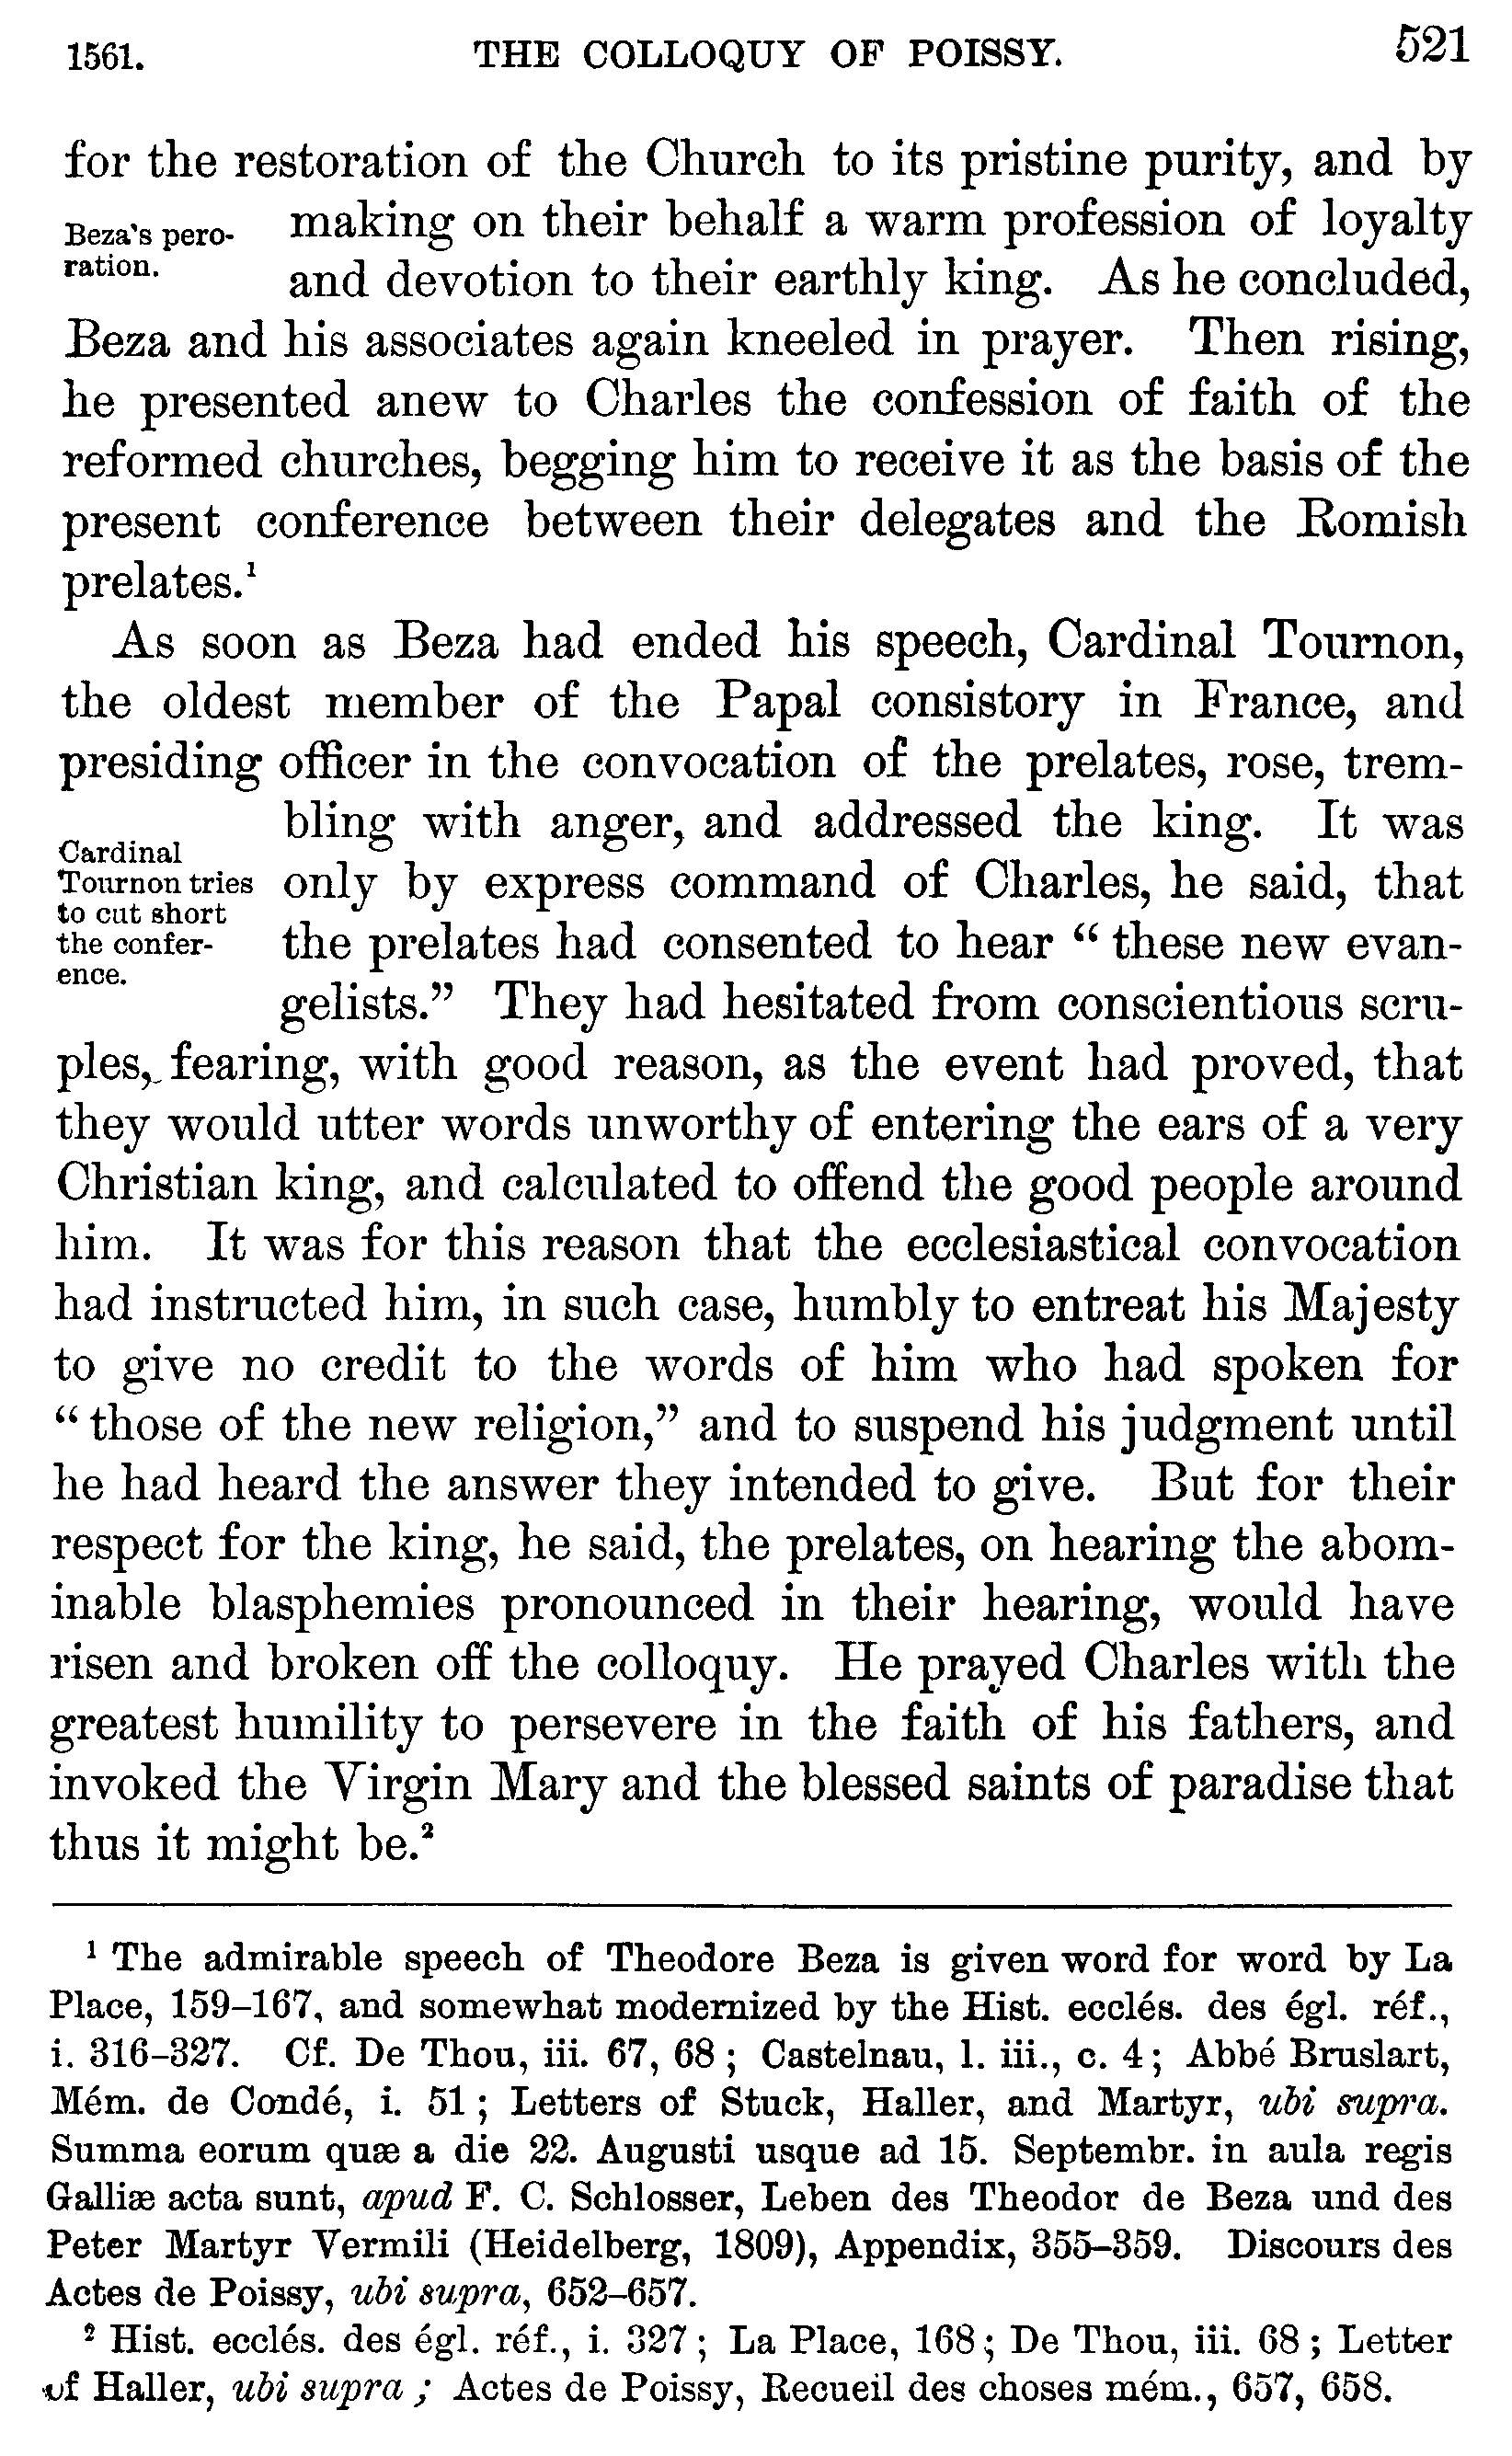 1561. THE COLLOQUY OF POISSY. 521
for the restoration of the Church to its pristine purity, and by
Beza's pero-
ration.
making on their behalf a warm profession of loyalty
and devotion to their earthly king. As he concluded,
Beza and his associates again kneeled in prayer. Then rising,
he presented anew to Charles the confession of faith of the
reformed churches, begging him to receive it as the basis of the
present conference between their delegates and the Romish
prelates.¹
As soon as Beza had ended his speech, Cardinal Tournon,
the oldest member of the Papal consistory in France, and
presiding officer in the convocation of the prelates, rose, trem-
Cardinal
Tournon tries
to cut short
the confer-
ence.
bling with anger, and addressed the king. It was
only by express command of Charles, he said, that
the prelates had consented to hear “ these new evan-
gelists.” They had hesitated from conscientious scru-
ples, fearing, with good reason, as the event had proved, that
they would utter words unworthy of entering the ears of a very
Christian king, and calculated to offend the good people around
him. It was for this reason that the ecclesiastical convocation
had instructed him, in such case, humbly to entreat his Majesty
to give no credit to the words of him who had spoken for
“ those of the new religion,” and to suspend his judgment until
he had heard the answer they intended to give. But for their
respect for the king, he said, the prelates, on hearing the abom-
inable blasphemies pronounced in their hearing, would have
risen and broken off the colloquy. He prayed Charles with the
greatest humility to persevere in the faith of his fathers, and
invoked the Virgin Mary and the blessed saints of paradise that
thus it might be.²
¹ The admirable speech of Theodore Beza is given word for word by La
Place, 159–167, and somewhat modernized by the Hist. ecclés. des égl. réf.,
i. 316–327. Cf. De Thou, iii. 67, 68 ; Castelnau, l. iii., c. 4 ; Abbé Bruslart,
Mém. de Condé, i. 51 ; Letters of Stuck, Haller, and Martyr, ubi supra.
Summa eorum quæ a die 22. Augusti usque ad 15. Septembr. in aula regis
Galliæ acta sunt, apud F. C. Schlosser, Leben des Theodor de Beza und des
Peter Martyr Vermili (Heidelberg, 1809), Appendix, 355–359. Discours des
Actes de Poissy, ubi supra, 652–657.
² Hist. ecclés. des égl. réf., i. 327 ; La Place, 168 ; De Thou, iii. 68 ; Letter
of Haller, ubi supra ; Actes de Poissy, Recueil des choses mém., 657, 658.